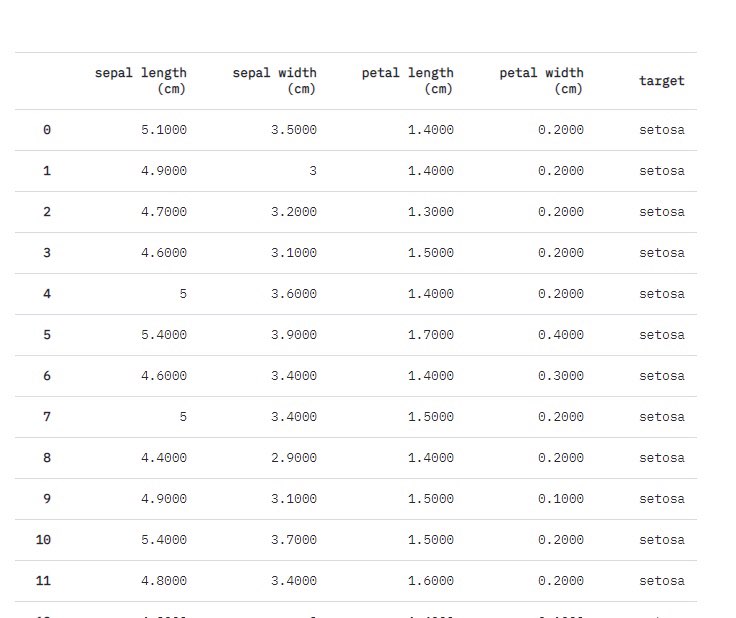 sepal length (cm) sepal width (cm) petal length (cm) petal width (cm) target
0 5.1000 3.5000 1.4000 0.2000 setosa
1 4.9000 3 1.4000 0.2000 setosa
2 4.7000 3.2000 1.3000 0.2000 setosa
3 4.6000 3.1000 1.5000 0.2000 setosa
4 5 3.6000 1.4000 0.2000 setosa
5 5.4000 3.9000 1.7000 0.4000 setosa
6 4.6000 3.4000 1.4000 0.3000 setosa
7 5 3.4000 1.5000 0.2000 setosa
8 4.4000 2.9000 1.4000 0.2000 setosa
9 4.9000 3.1000 1.5000 0.1000 setosa
10 5.4000 3.7000 1.5000 0.2000 setosa
11 4.8000 3.4000 1.6000 0.2000 setosa